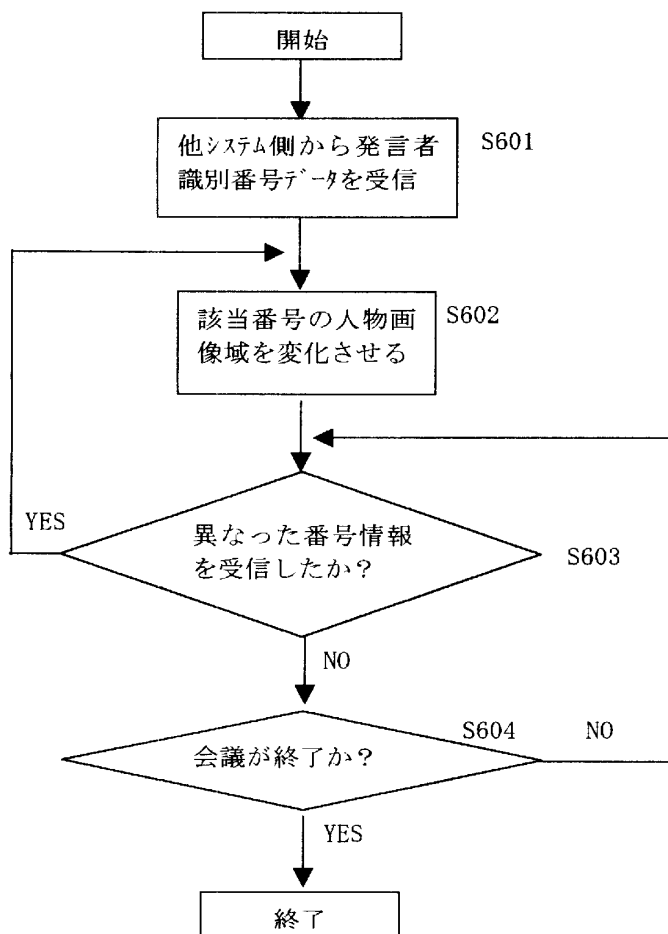 開始
他ｼｽﾃﾑ側から発言者
識別番号ﾃﾞｰﾀを受信
S601
該当番号の人物画
像域を変化させる
S602
YES
異なった番号情報
を受信したか？
S603
NO
会議が終了か？
S604
NO
YES
終了